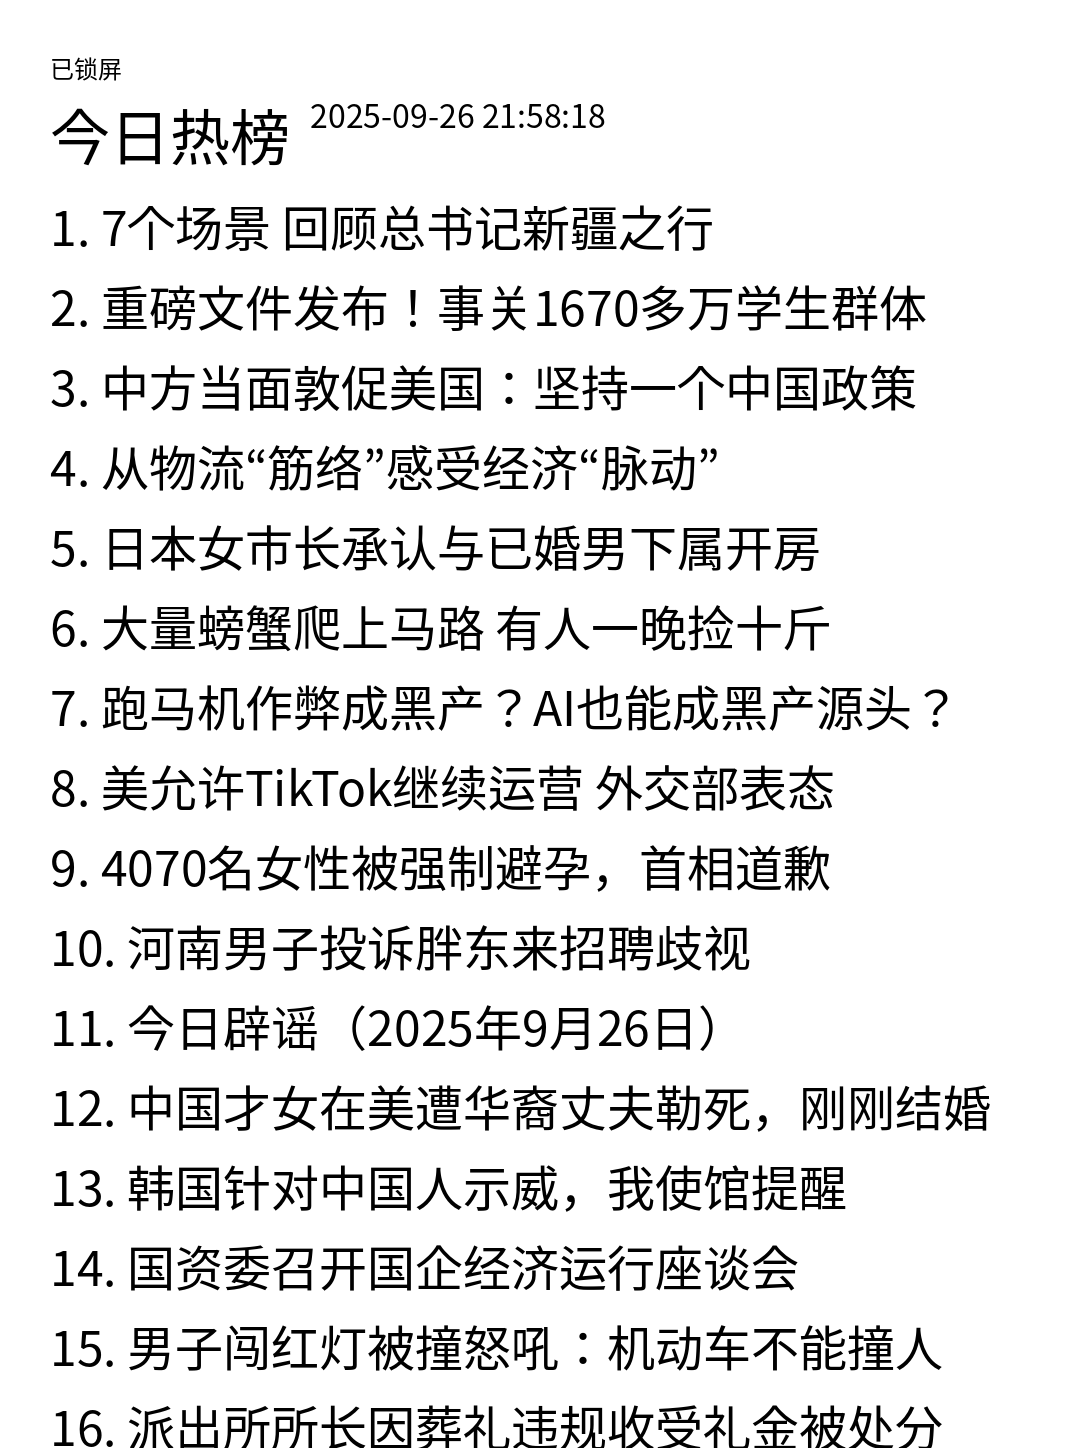 已锁屏
今日热榜 2025-09-26 21:58:18
1. 7个场景 回顾总书记新疆之行
2. 重磅文件发布！事关1670多万学生群体
3. 中方当面敦促美国：坚持一个中国政策
4. 从物流“筋络”感受经济“脉动”
5. 日本女市长承认与已婚男下属开房
6. 大量螃蟹爬上马路 有人一晚捡十斤
7. 跑马机作弊成黑产？AI也能成黑产源头？
8. 美允许TikTok继续运营 外交部表态
9. 4070名女性被强制避孕，首相道歉
10. 河南男子投诉胖东来招聘歧视
11. 今日辟谣（2025年9月26日）
12. 中国才女在美遭华裔丈夫勒死，刚刚结婚
13. 韩国针对中国人示威，我使馆提醒
14. 国资委召开国企经济运行座谈会
15. 男子闯红灯被撞怒吼：机动车不能撞人
16. 派出所所长因葬礼违规收受礼金被处分